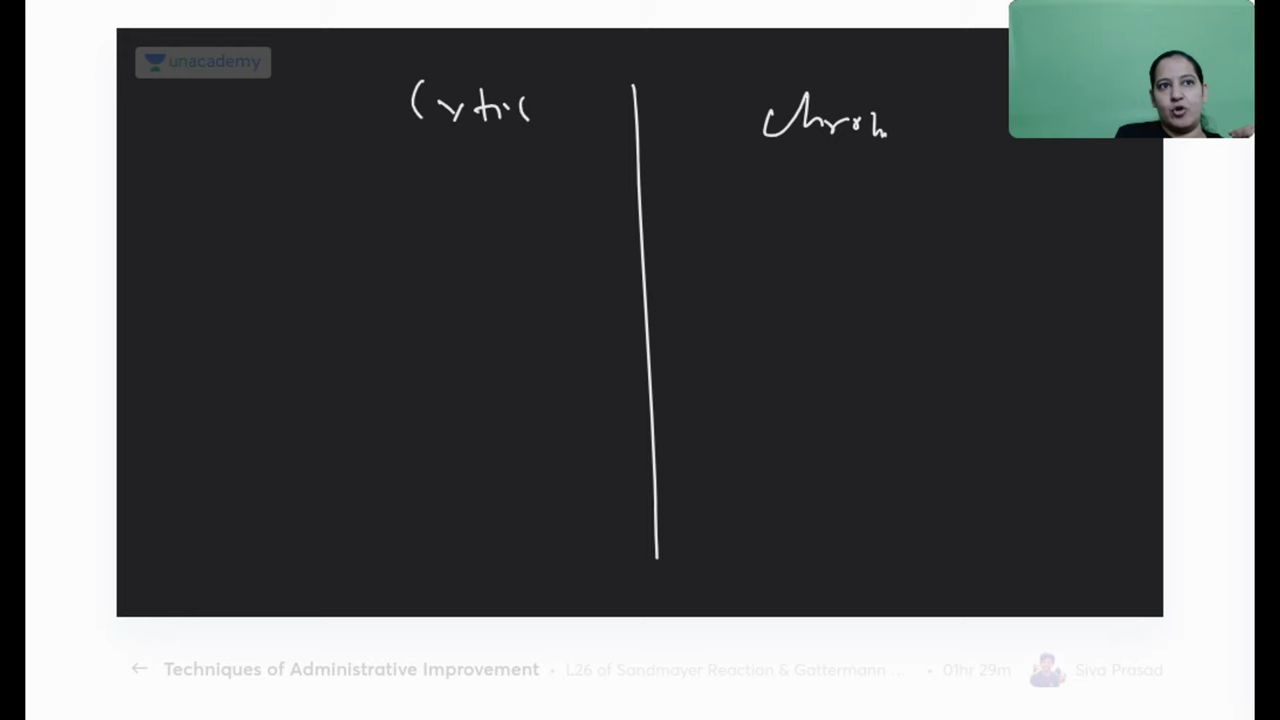 unacademy
Techniques of Administrative Improvement • L26 of Sandmayer Reaction & Gattermann ... • 01hr 29m Siva Prasad